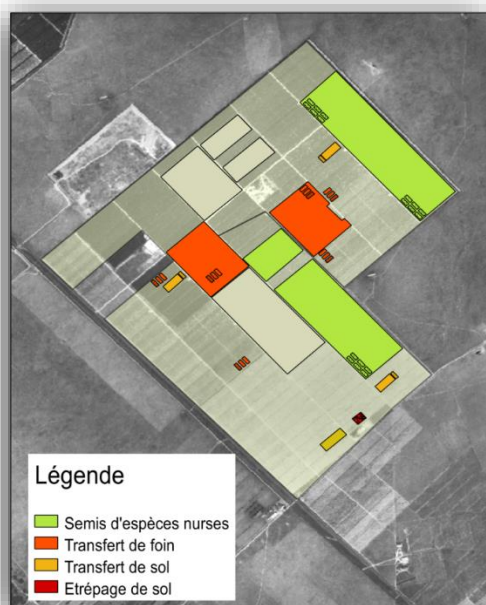 Légende
Semis d'espèces nurses
Transfert de foin
Transfert de sol
Etrépage de sol